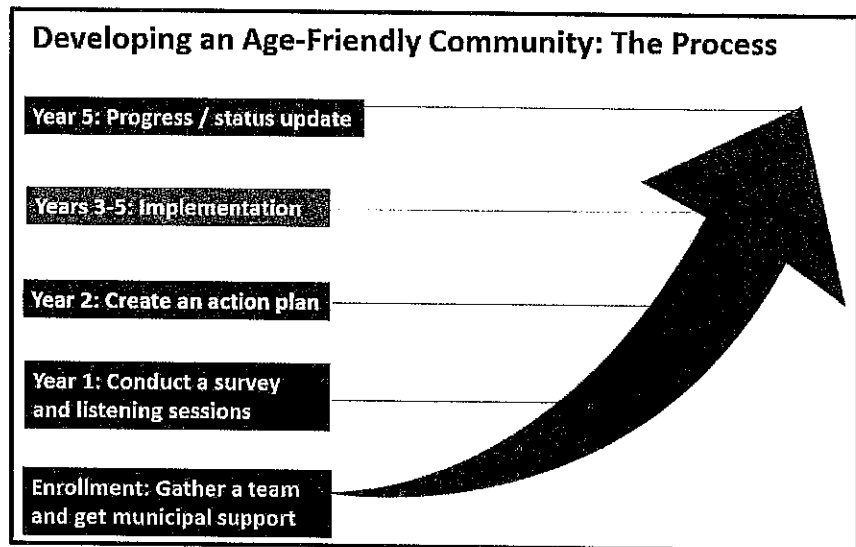 Developing an Age-Friendly Community: The Process
Year 5: Progress / status update
Years 3-5: Implementation
Year 2: Create an action plan
Year 1: Conduct a survey
and listening sessions
Enrollment: Gather a team
and get municipal support